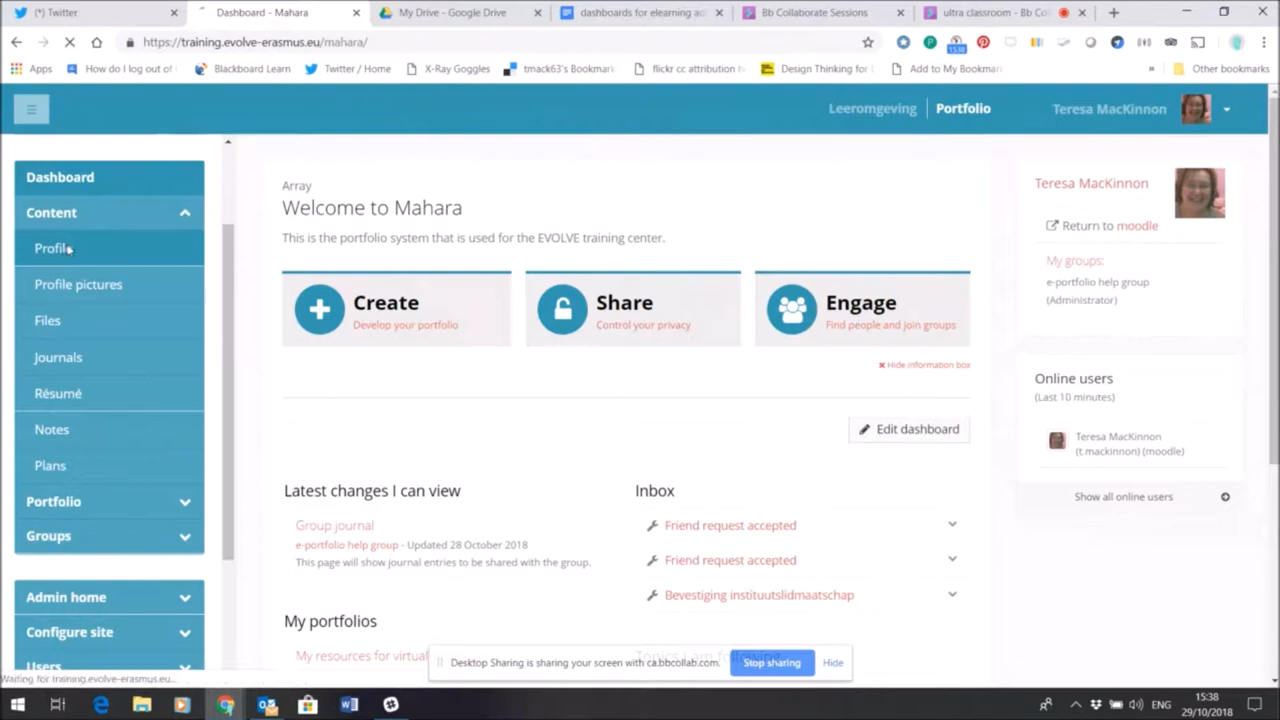 (*) Twitter
Dashboard - Mahara
My Drive - Google Drive
dashboards for elearning ad
Bb Collaborate Sessions
ultra classroom - Bb Col
https://training.evolve-erasmus.eu/mahara/
15:38
Apps
How do I log out of
Blackboard Learn
Twitter / Home
X-Ray Goggles
tmack63's Bookmark
flickr cc attribution h
Design Thinking for
Add to My Bookmar
»
Other bookmarks
Leeromgeving
Portfolio
Teresa MacKinnon
Dashboard
Content
Profile
Profile pictures
Files
Journals
Résumé
Notes
Plans
Portfolio
Groups
Admin home
Configure site
Users
Array
Welcome to Mahara
This is the portfolio system that is used for the EVOLVE training center.
Create
Develop your portfolio
Share
Control your privacy
Engage
Find people and join groups
Hide information box
Edit dashboard
Latest changes I can view
Group journal
e-portfolio help group - Updated 28 October 2018
This page will show journal entries to be shared with the group.
My portfolios
My resources for virtual
Inbox
Friend request accepted
Friend request accepted
Bevestiging instituutslidmaatschap
Topics I am following
Teresa MacKinnon
Return to moodle
My groups:
e-portfolio help group
(Administrator)
Online users
(Last 10 minutes)
Teresa MacKinnon
(t.mackinnon) (moodle)
Show all online users
Desktop Sharing is sharing your screen with ca.bbcollab.com.
Stop sharing
Hide
Waiting for training.evolve-erasmus.eu...
ENG
15:38
29/10/2018